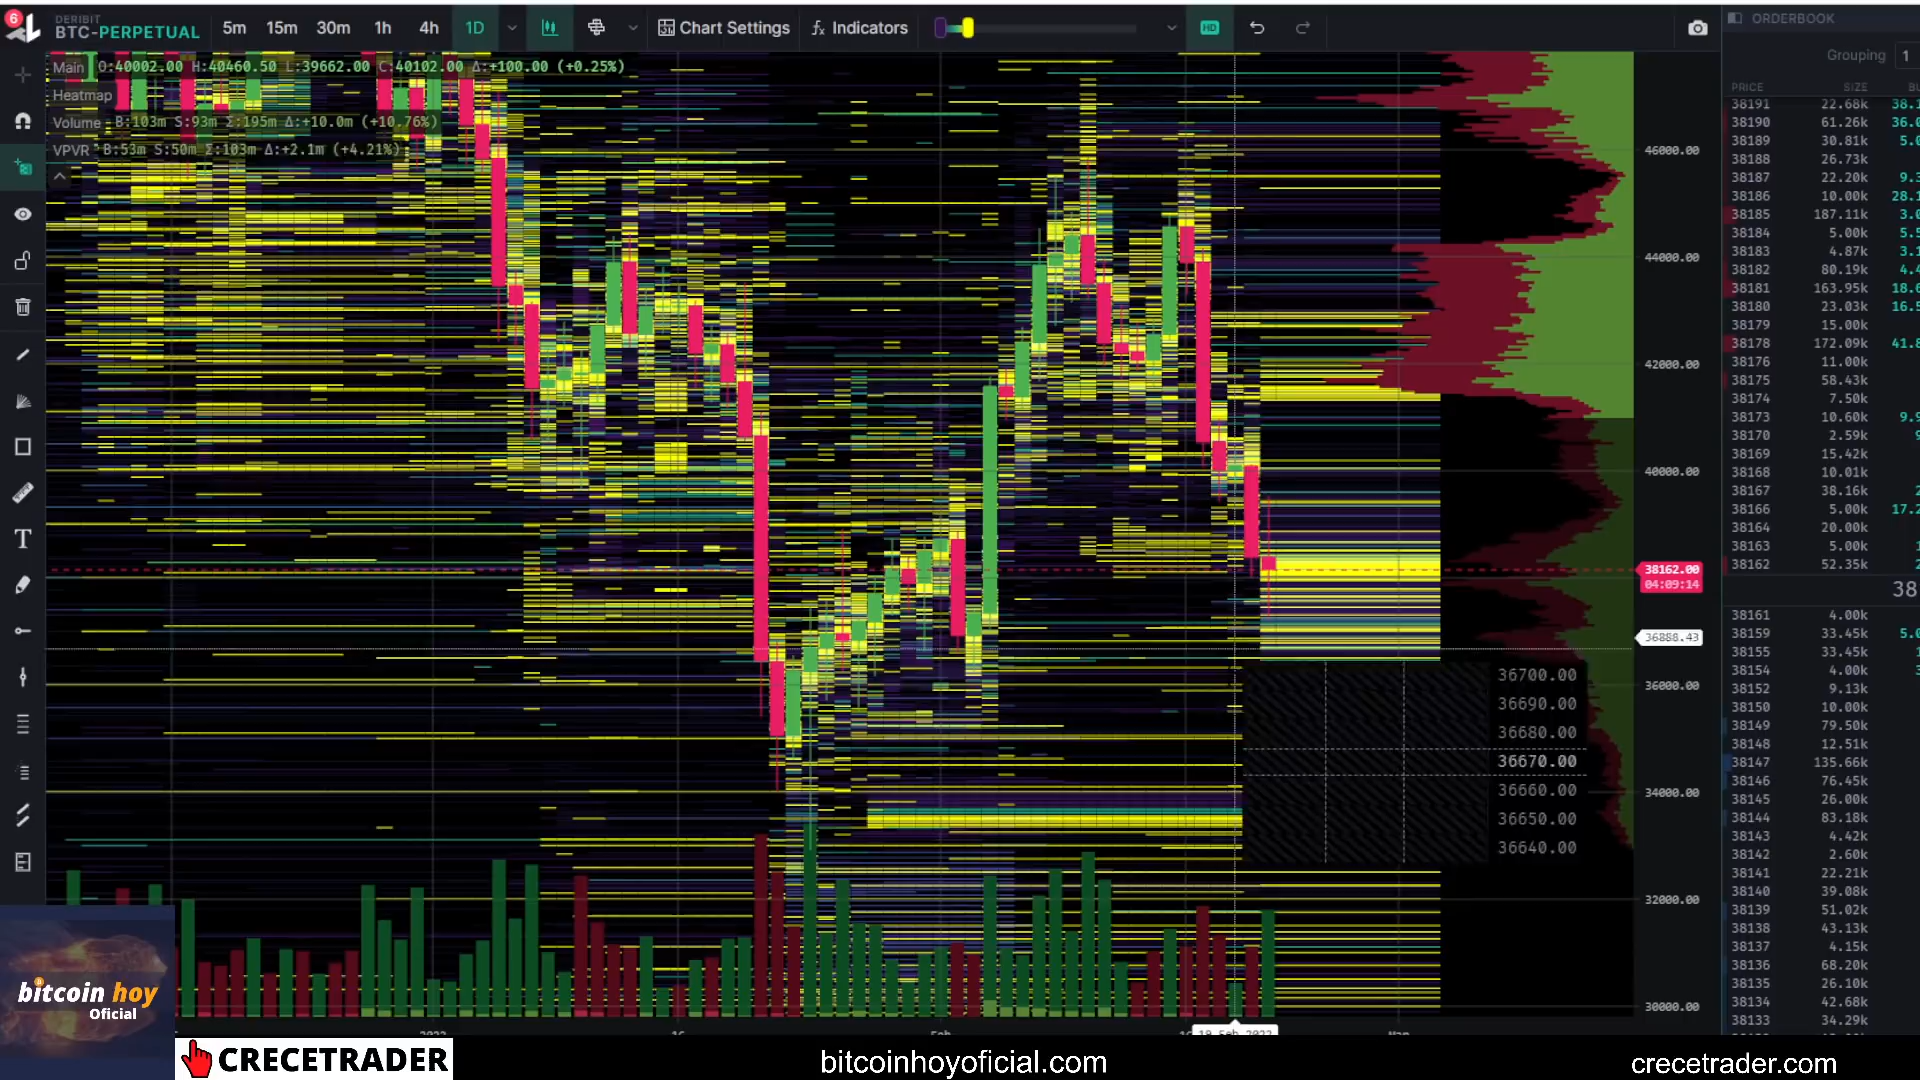 6
DERIBIT
BTC-PERPETUAL
5m 15m 30m 1h 4h 1D
Chart Settings
fx Indicators
HD
ORDERBOOK
Grouping 1
PRICE SIZE
Main O:40002.00 H:40460.50 L:39662.00 C:40102.00 Δ:+100.00 (+0.25%)
Heatmap
Volume B:103m S:93m Σ:195m Δ:+10.0m (+10.76%)
VPVR B:53m S:50m Σ:103m Δ:+2.1m (+4.21%)
46000.00
44000.00
42000.00
40000.00
38162.00
04:09:14
36888.43
36000.00
34000.00
32000.00
30000.00
36700.00
36690.00
36680.00
36670.00
36660.00
36650.00
36640.00
38191 22.68k
38190 61.26k
38189 30.81k
38188 26.73k
38187 22.20k
38186 10.00k
38185 187.11k
38184 5.00k
38183 4.87k
38182 80.19k
38181 163.95k
38180 23.03k
38179 15.00k
38178 172.09k
38176 11.00k
38175 58.43k
38174 7.50k
38173 10.60k
38170 2.59k
38169 15.42k
38168 10.01k
38167 38.16k
38166 5.00k
38164 20.00k
38163 5.00k
38162 52.35k
38
38161 4.00k
38159 33.45k
38155 33.45k
38154 4.00k
38152 9.13k
38150 10.00k
38149 79.50k
38148 12.51k
38147 135.66k
38146 76.45k
38145 26.00k
38144 83.18k
38143 4.42k
38142 2.60k
38141 22.21k
38140 39.08k
38139 51.02k
38138 43.13k
38137 4.15k
38136 68.20k
38135 26.10k
38134 42.68k
38133 34.29k
bitcoin hoy
Oficial
CRECETRADER
bitcoinhoyoficial.com
crecetrader.com